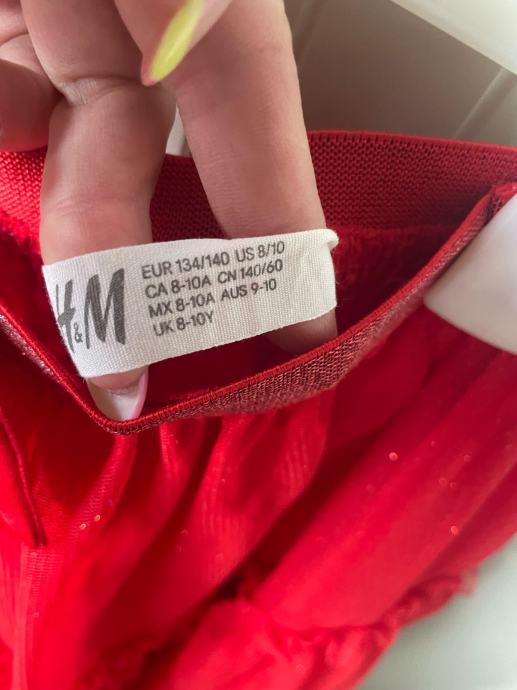 H&M
EUR 134/140 US 8/10
CA 8-10A CN 140/60
MX 8-10A AUS 9-10
UK 8-10Y